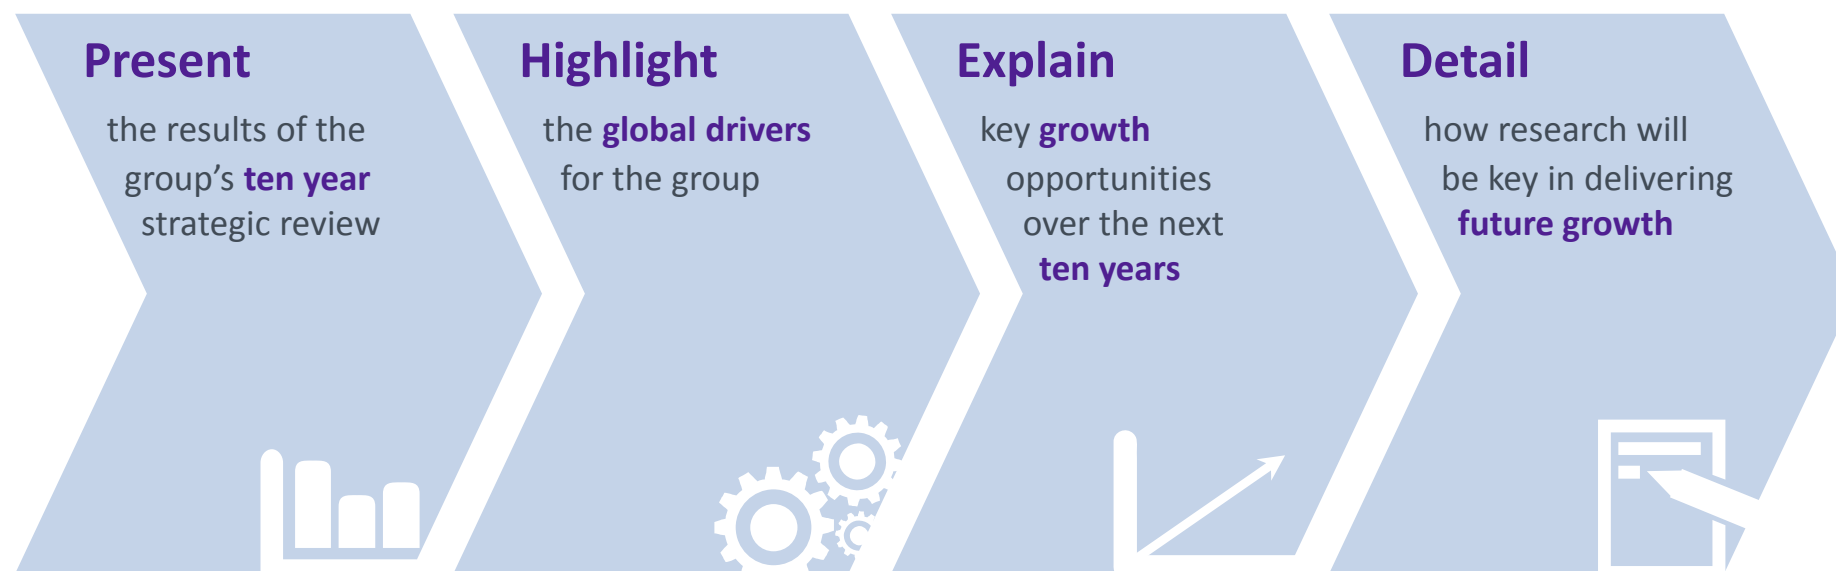 Present
the results of the
group’s ten year
strategic review
Highlight
the global drivers
for the group
Explain
key growth
opportunities
over the next
ten years
Detail
how research will
be key in delivering
future growth